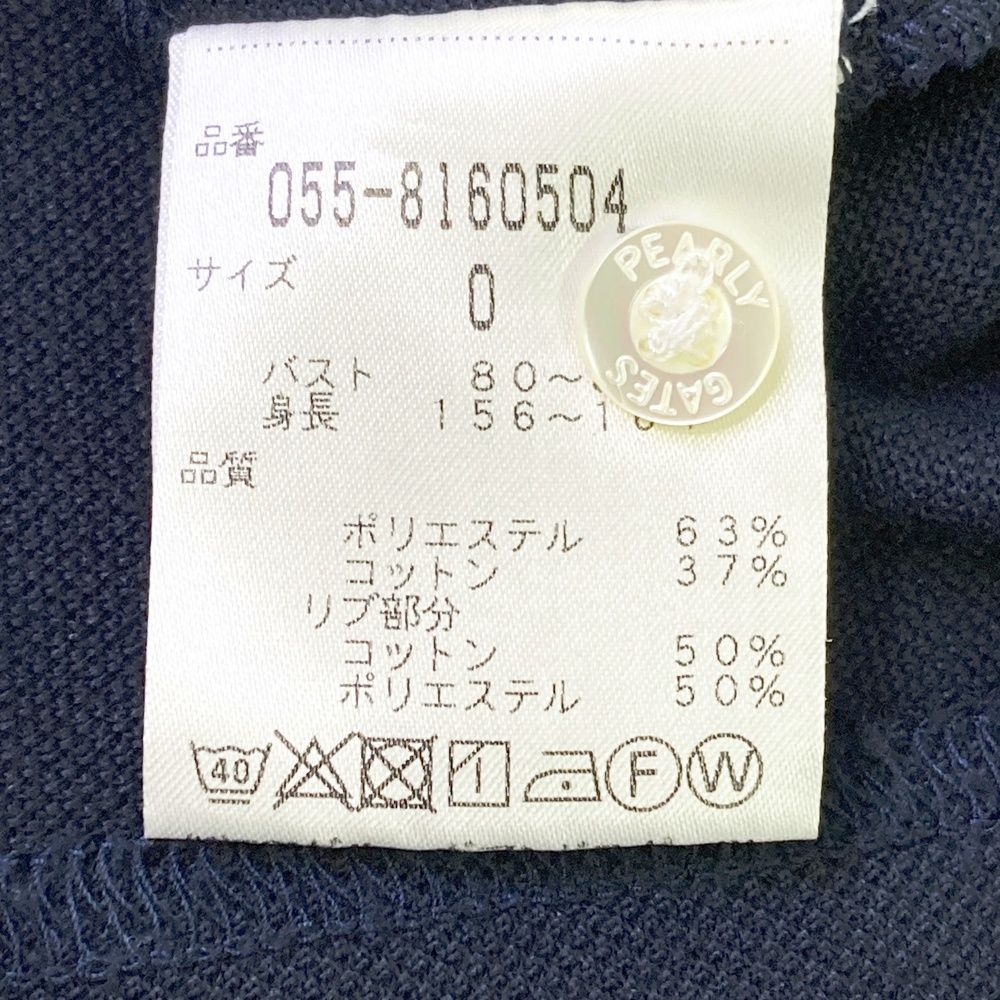 品番
055-8160504
サイズ
0
PEARLY
GATES
バスト 80〜
身長 156〜
品質
ポリエステル 63%
コットン 37%
リブ部分
コットン 50%
ポリエステル 50%
40
F
W